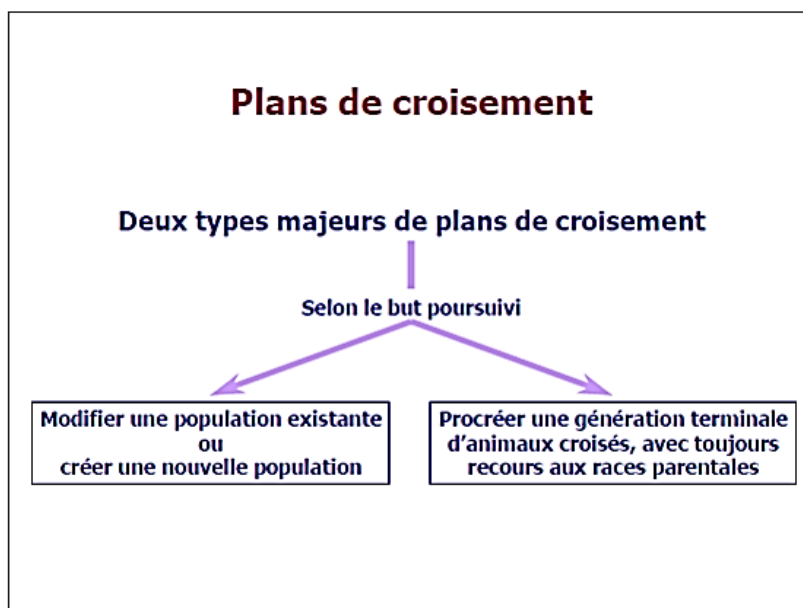 Plans de croisement
Deux types majeurs de plans de croisement
Selon le but poursuivi
Modifier une population existante
ou
créer une nouvelle population
Procréer une génération terminale
d'animaux croisés, avec toujours
recours aux races parentales